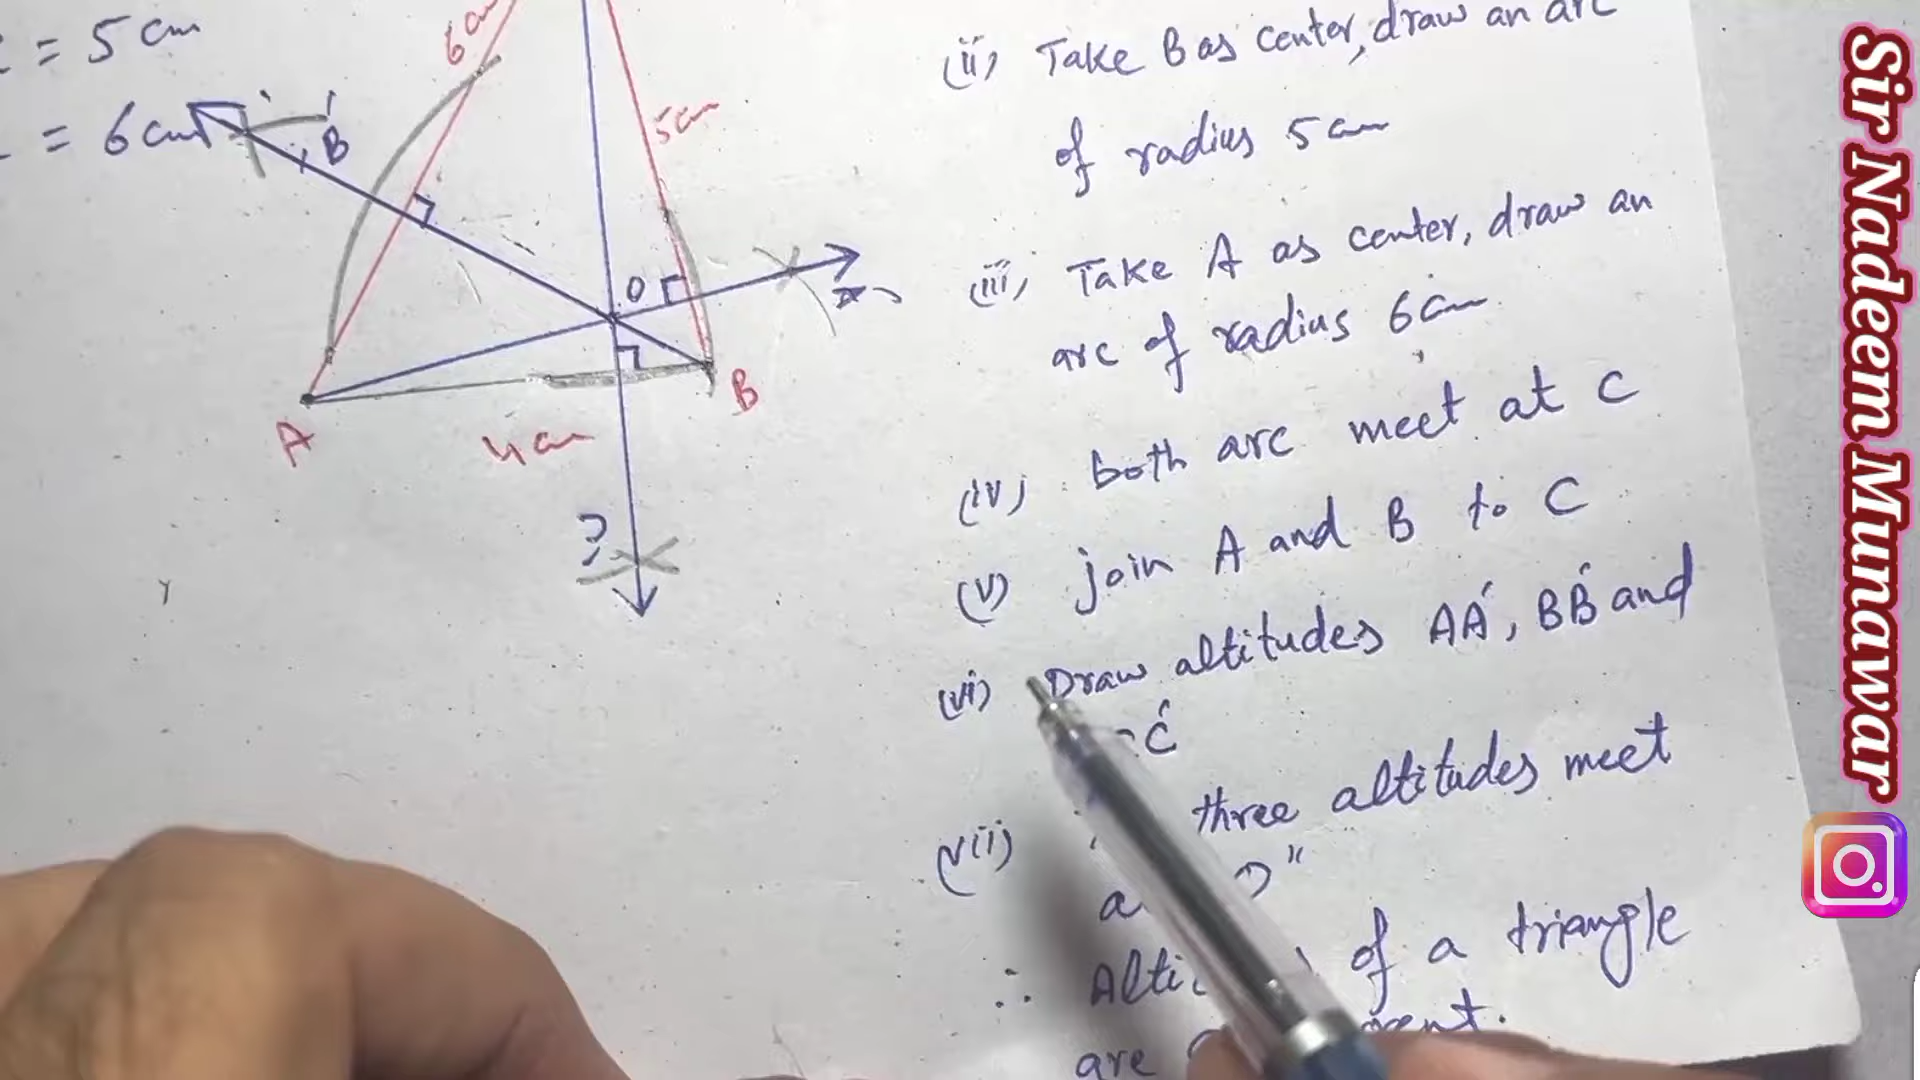 = 5 cm
= 6 cm
6 cm
B'
5 cm
O
A
B
4 cm
(ii) Take B as center, draw an arc
of radius 5 cm
(iii) Take A as center, draw an
arc of radius 6 cm
(iv) both arc meet at C
(v) join A and B to C
(vi) Draw altitudes AA', BB' and
C'
(vii) three altitudes meet
∴ of a triangle
are
Sir Nadeem Munawar